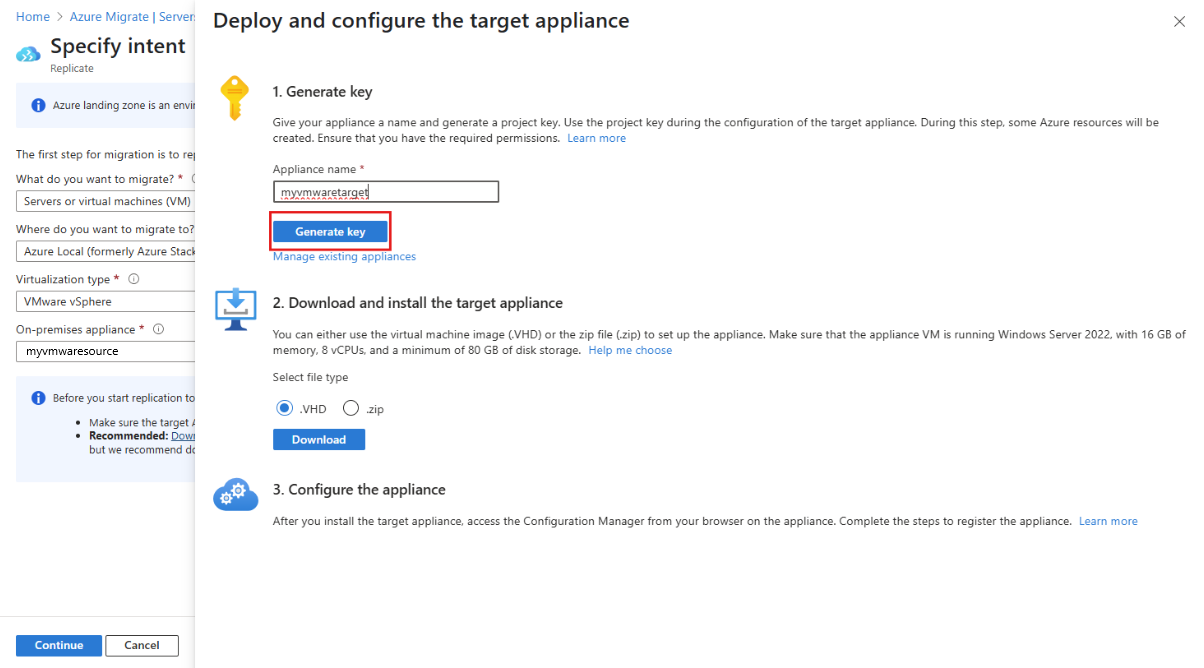 Home > Azure Migrate | Servers
Specify intent
Replicate
Azure landing zone is an envi
The first step for migration is to rep
What do you want to migrate? *
Servers or virtual machines (VM)
Where do you want to migrate to?
Azure Local (formerly Azure Stack
Virtualization type *
VMware vSphere
On-premises appliance *
myvmwaresource
Before you start replication to
• Make sure the target A
• Recommended: Down
but we recommend do
Continue
Cancel
Deploy and configure the target appliance
1. Generate key
Give your appliance a name and generate a project key. Use the project key during the configuration of the target appliance. During this step, some Azure resources will be
created. Ensure that you have the required permissions. Learn more
Appliance name *
myvmwaretarget
Generate key
Manage existing appliances
2. Download and install the target appliance
You can either use the virtual machine image (.VHD) or the zip file (.zip) to set up the appliance. Make sure that the appliance VM is running Windows Server 2022, with 16 GB of
memory, 8 vCPUs, and a minimum of 80 GB of disk storage. Help me choose
Select file type
.VHD
.zip
Download
3. Configure the appliance
After you install the target appliance, access the Configuration Manager from your browser on the appliance. Complete the steps to register the appliance. Learn more